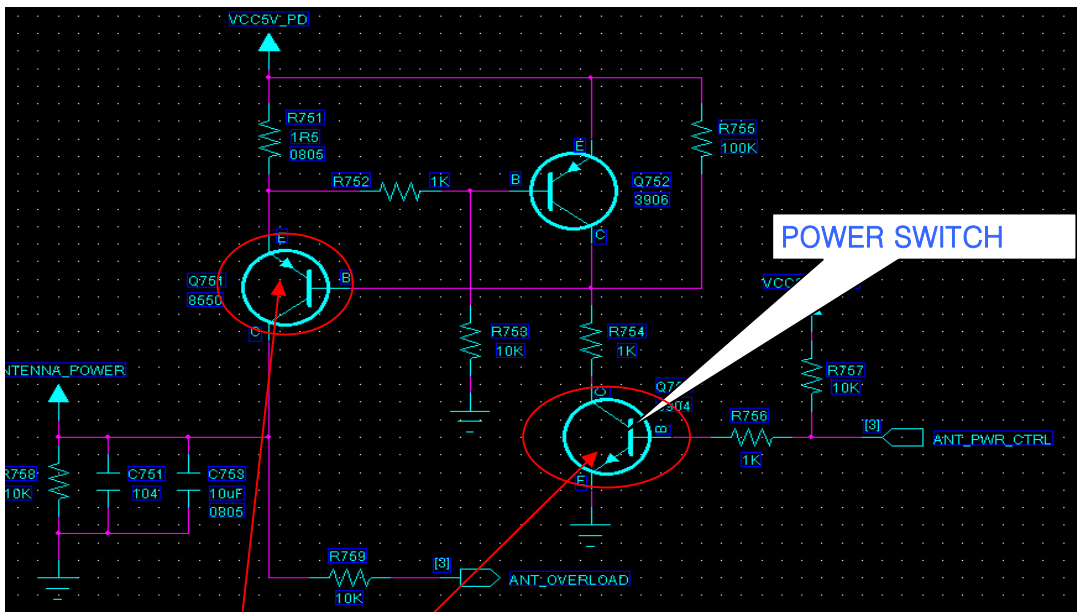 VCC5V_PD
R751
1R5
0805
R752
1K
B
E
Q752
3906
C
R755
100K
POWER SWITCH
E
Q751
8550
B
C
R753
10K
R754
1K
R757
10K
ANTENNA_POWER
C
B
E
R756
1K
[3]
ANT_PWR_CTRL
R758
10K
C751
104
C753
10uF
0805
R759
10K
[3]
ANT_OVERLOAD